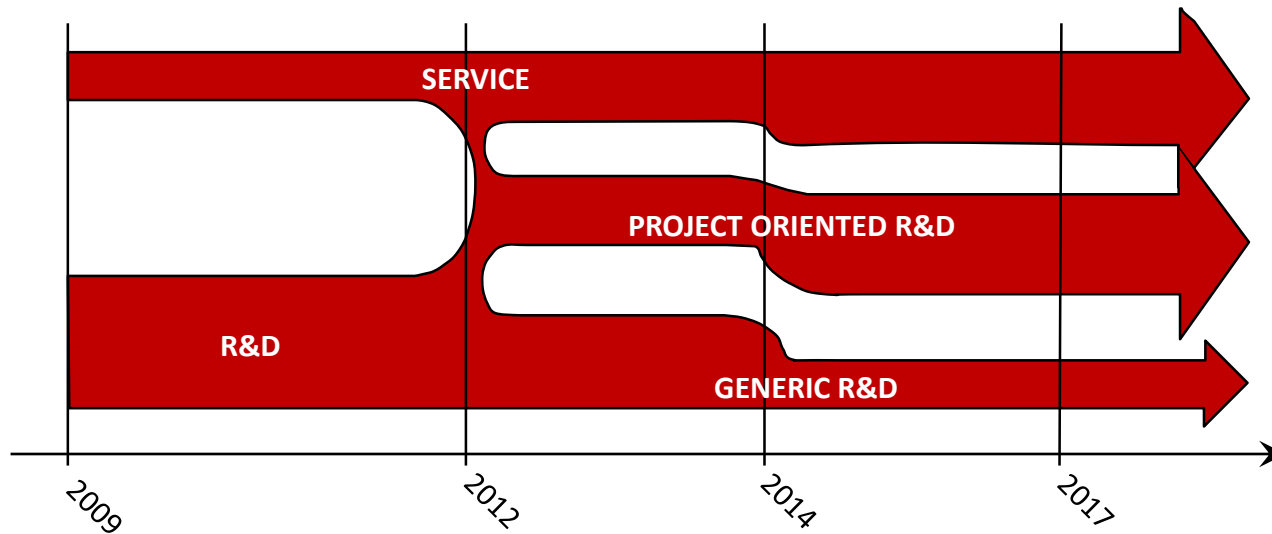 SERVICE
PROJECT ORIENTED R&D
R&D
GENERIC R&D
2009
2012
2014
2017